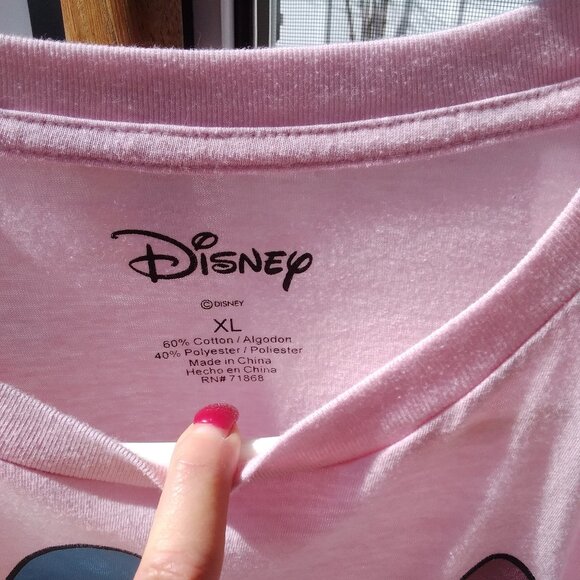 Disney
© DISNEY
XL
60% Cotton / Algodon
40% Polyester / Poliester
Made in China
Hecho en China
RN# 71868